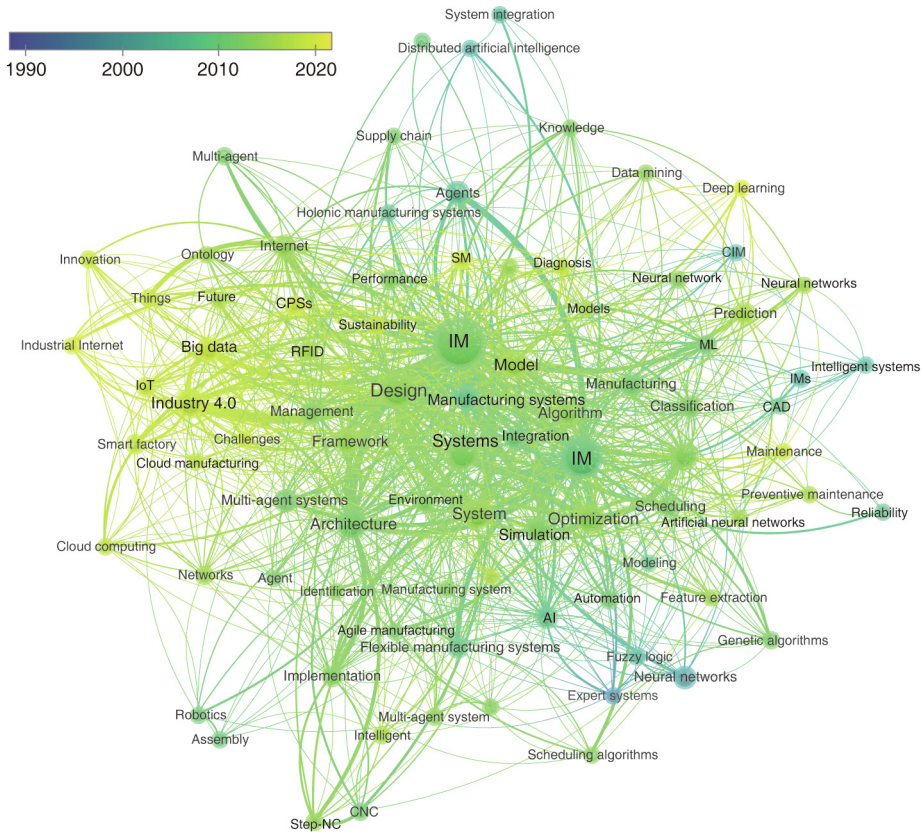 System integration
Distributed artificial intelligence
1990 2000 2010 2020
Supply chain
Knowledge
Multi-agent
Data mining
Agents
Deep learning
Holonic manufacturing systems
Internet
Ontology
CIM
Innovation
SM
Diagnosis
Performance
Neural network
Neural networks
Things
Future
CPSs
Models
Prediction
Sustainability
Industrial Internet
Big data
RFID
IM
ML
Model
Intelligent systems
IoT
Design
Manufacturing
IMs
Industry 4.0
Manufacturing systems
Management
Algorithm
Classification
CAD
Smart factory
Challenges
Framework
Systems
Integration
Cloud manufacturing
IM
Maintenance
Multi-agent systems
Environment
Preventive maintenance
Architecture
System
Optimization
Scheduling
Reliability
Simulation
Artificial neural networks
Cloud computing
Networks
Agent
Identification
Manufacturing system
Modeling
Automation
Feature extraction
AI
Agile manufacturing
Flexible manufacturing systems
Genetic algorithms
Fuzzy logic
Implementation
Neural networks
Expert systems
Robotics
Multi-agent system
Assembly
Intelligent
Scheduling algorithms
CNC
Step-NC